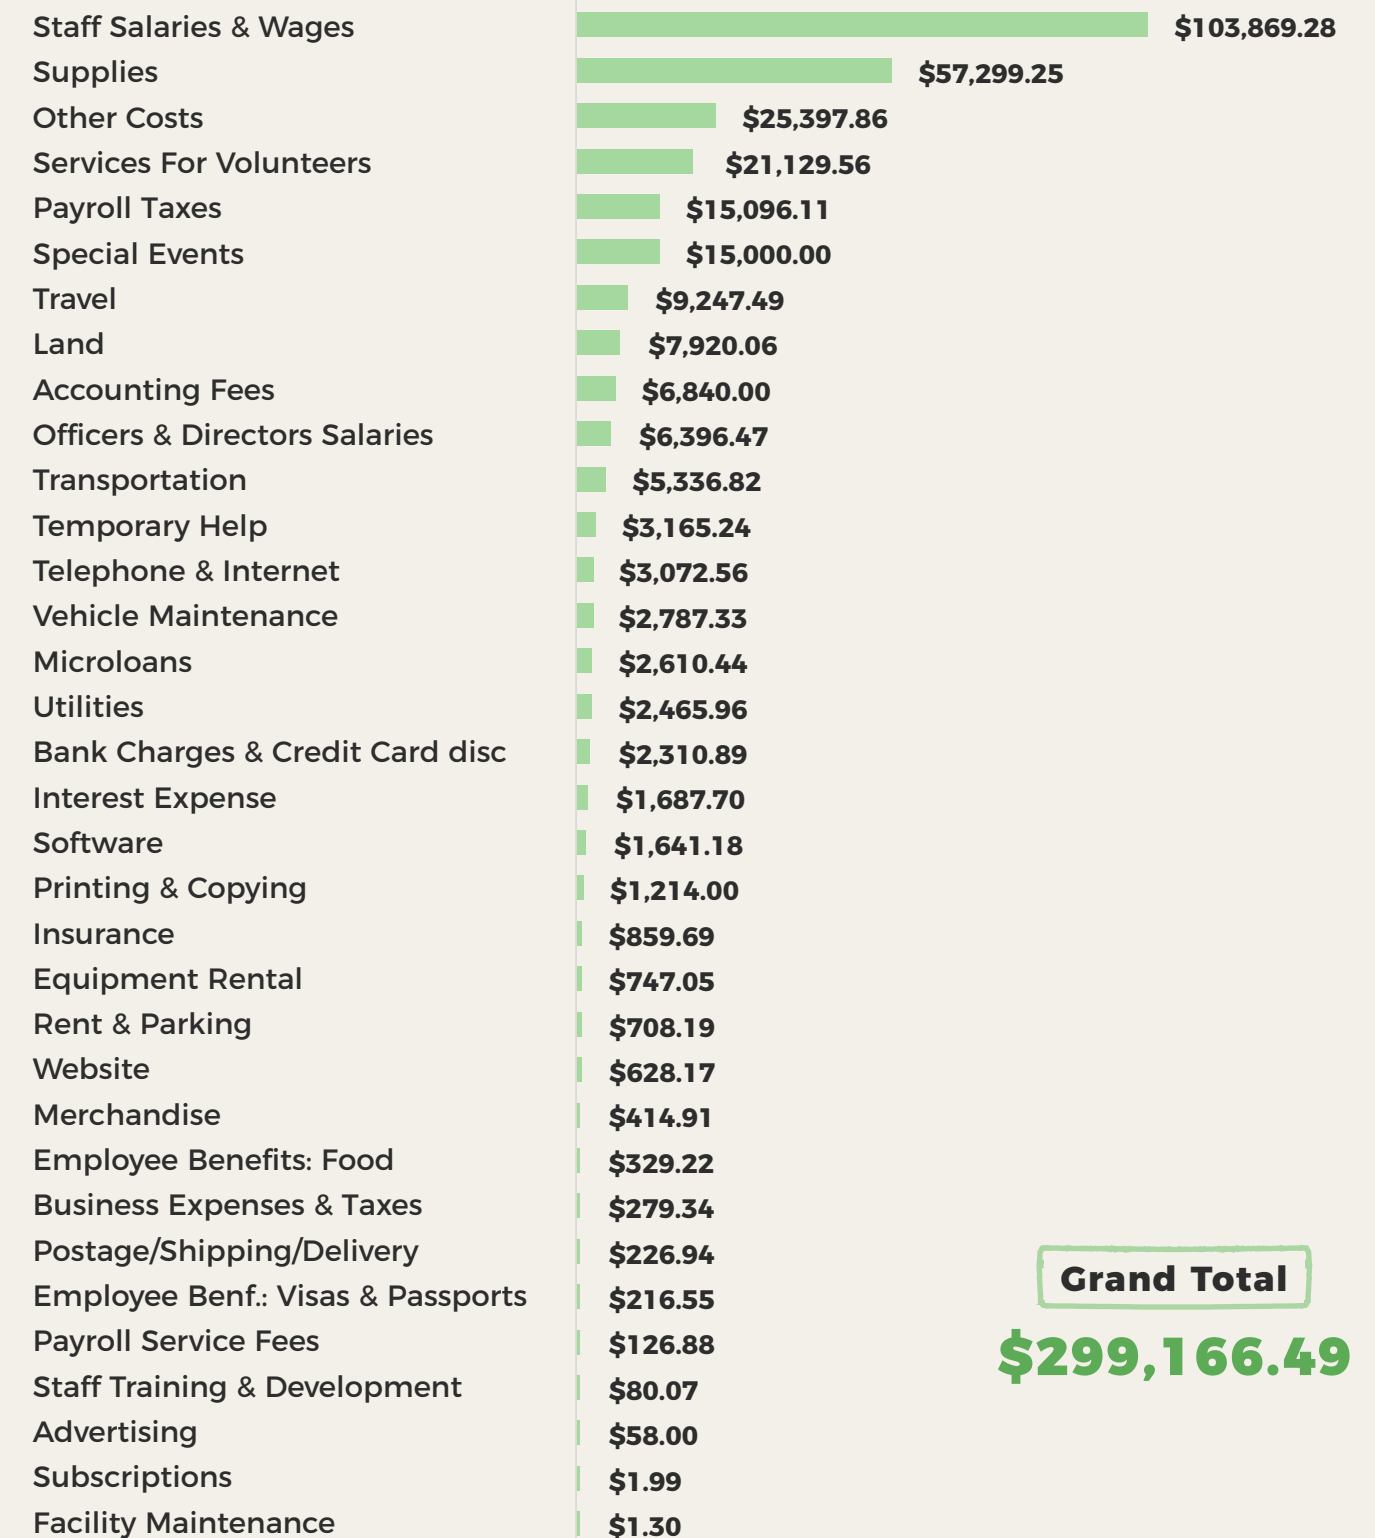 Staff Salaries & Wages $103,869.28
Supplies $57,299.25
Other Costs $25,397.86
Services For Volunteers $21,129.56
Payroll Taxes $15,096.11
Special Events $15,000.00
Travel $9,247.49
Land $7,920.06
Accounting Fees $6,840.00
Officers & Directors Salaries $6,396.47
Transportation $5,336.82
Temporary Help $3,165.24
Telephone & Internet $3,072.56
Vehicle Maintenance $2,787.33
Microloans $2,610.44
Utilities $2,465.96
Bank Charges & Credit Card disc $2,310.89
Interest Expense $1,687.70
Software $1,641.18
Printing & Copying $1,214.00
Insurance $859.69
Equipment Rental $747.05
Rent & Parking $708.19
Website $628.17
Merchandise $414.91
Employee Benefits: Food $329.22
Business Expenses & Taxes $279.34
Postage/Shipping/Delivery $226.94
Employee Benf.: Visas & Passports $216.55
Payroll Service Fees $126.88
Staff Training & Development $80.07
Advertising $58.00
Subscriptions $1.99
Facility Maintenance $1.30
Grand Total
$299,166.49